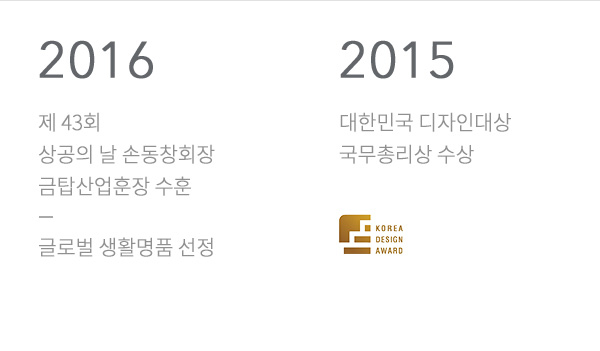 2016
제 43회
상공의 날 손동창회장
금탑산업훈장 수훈
–
글로벌 생활명품 선정
2015
대한민국 디자인대상
국무총리상 수상
KOREA
DESIGN
AWARD